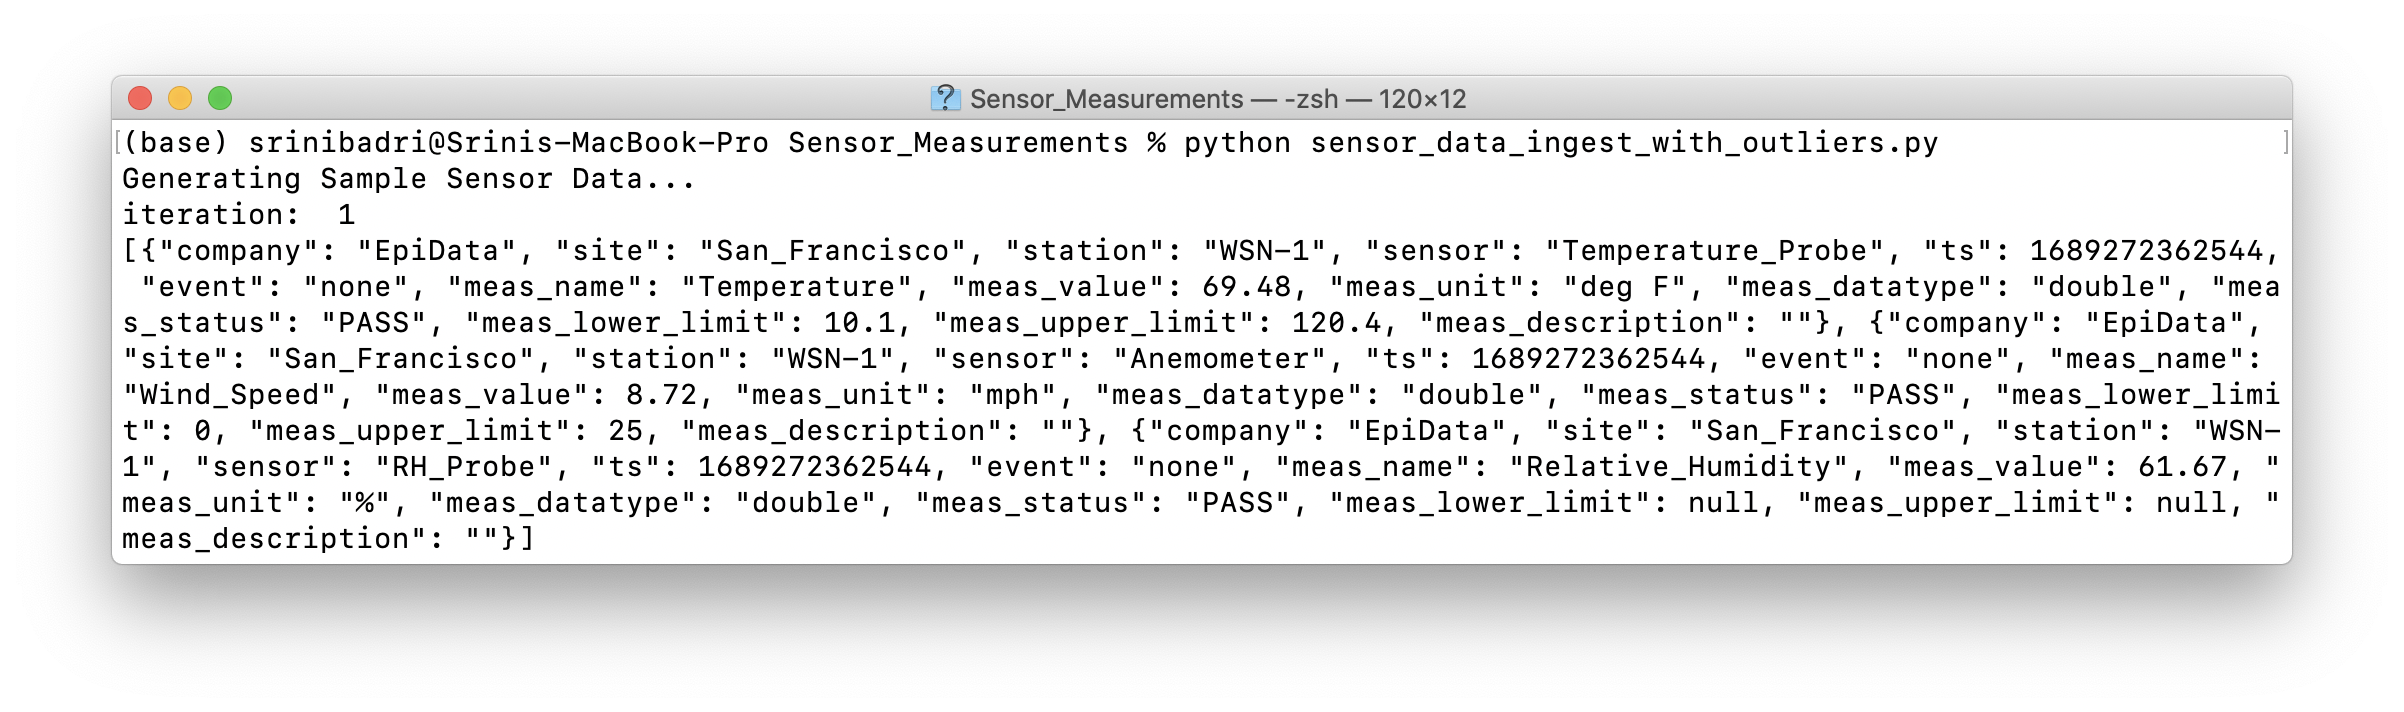 Sensor_Measurements — -zsh — 120×12
(base) srinibadri@Srinis-MacBook-Pro Sensor_Measurements % python sensor_data_ingest_with_outliers.py
Generating Sample Sensor Data...
iteration:  1
[{"company": "EpiData", "site": "San_Francisco", "station": "WSN-1", "sensor": "Temperature_Probe", "ts": 1689272362544,
 "event": "none", "meas_name": "Temperature", "meas_value": 69.48, "meas_unit": "deg F", "meas_datatype": "double", "mea
s_status": "PASS", "meas_lower_limit": 10.1, "meas_upper_limit": 120.4, "meas_description": ""}, {"company": "EpiData",
"site": "San_Francisco", "station": "WSN-1", "sensor": "Anemometer", "ts": 1689272362544, "event": "none", "meas_name":
"Wind_Speed", "meas_value": 8.72, "meas_unit": "mph", "meas_datatype": "double", "meas_status": "PASS", "meas_lower_limi
t": 0, "meas_upper_limit": 25, "meas_description": ""}, {"company": "EpiData", "site": "San_Francisco", "station": "WSN-
1", "sensor": "RH_Probe", "ts": 1689272362544, "event": "none", "meas_name": "Relative_Humidity", "meas_value": 61.67, "
meas_unit": "%", "meas_datatype": "double", "meas_status": "PASS", "meas_lower_limit": null, "meas_upper_limit": null, "
meas_description": ""}]